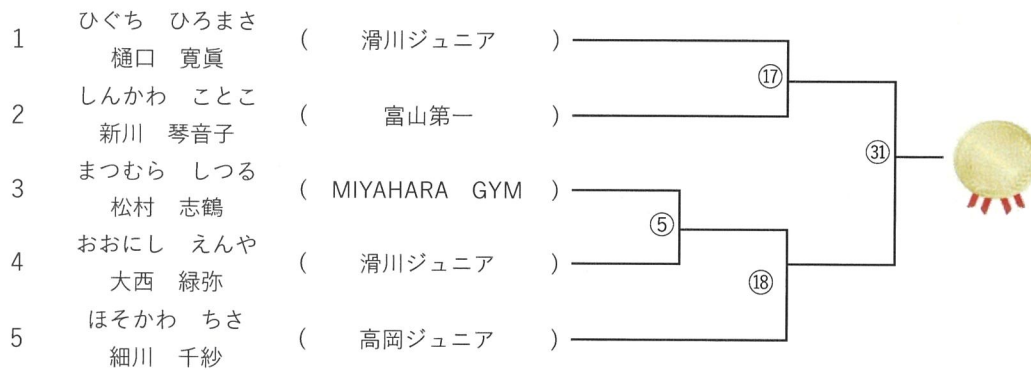 ひぐち　ひろまさ
1　樋口　寛眞　(　滑川ジュニア　)
しんかわ　ことこ
2　新川　琴音子　(　富山第一　)
まつむら　しつる
3　松村　志鶴　(　MIYAHARA　GYM　)
おおにし　えんや
4　大西　緑弥　(　滑川ジュニア　)
ほそかわ　ちさ
5　細川　千紗　(　高岡ジュニア　)
⑰
㉛
⑤
⑱